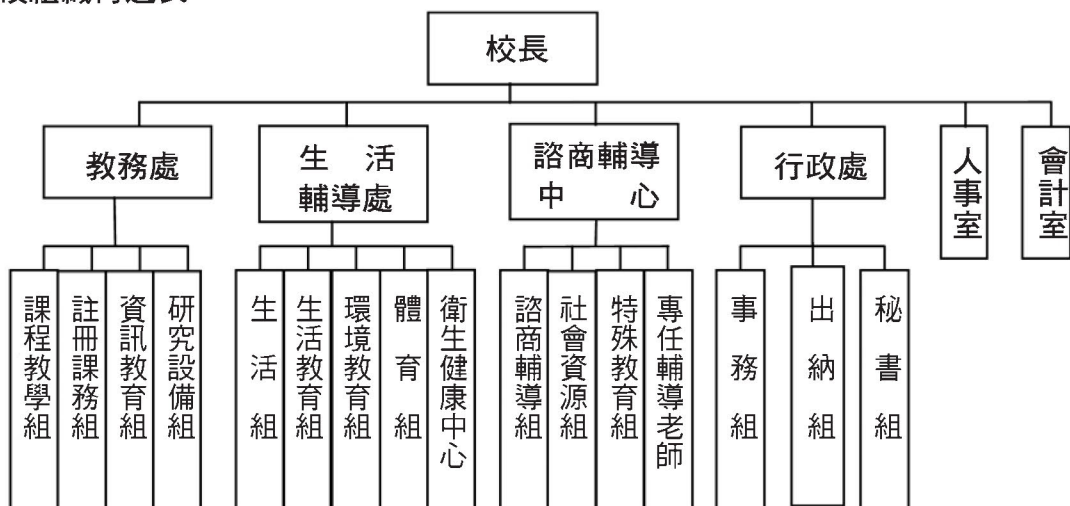 校長
教務處
生活
輔導處
諮商輔導
中心
行政處
人事室
會計室
課程教學組
註冊課務組
資訊教育組
研究設備組
生活組
生活教育組
環境教育組
體育組
衛生健康中心
諮商輔導組
社會資源組
特殊教育組
專任輔導老師
事務組
出納組
秘書組